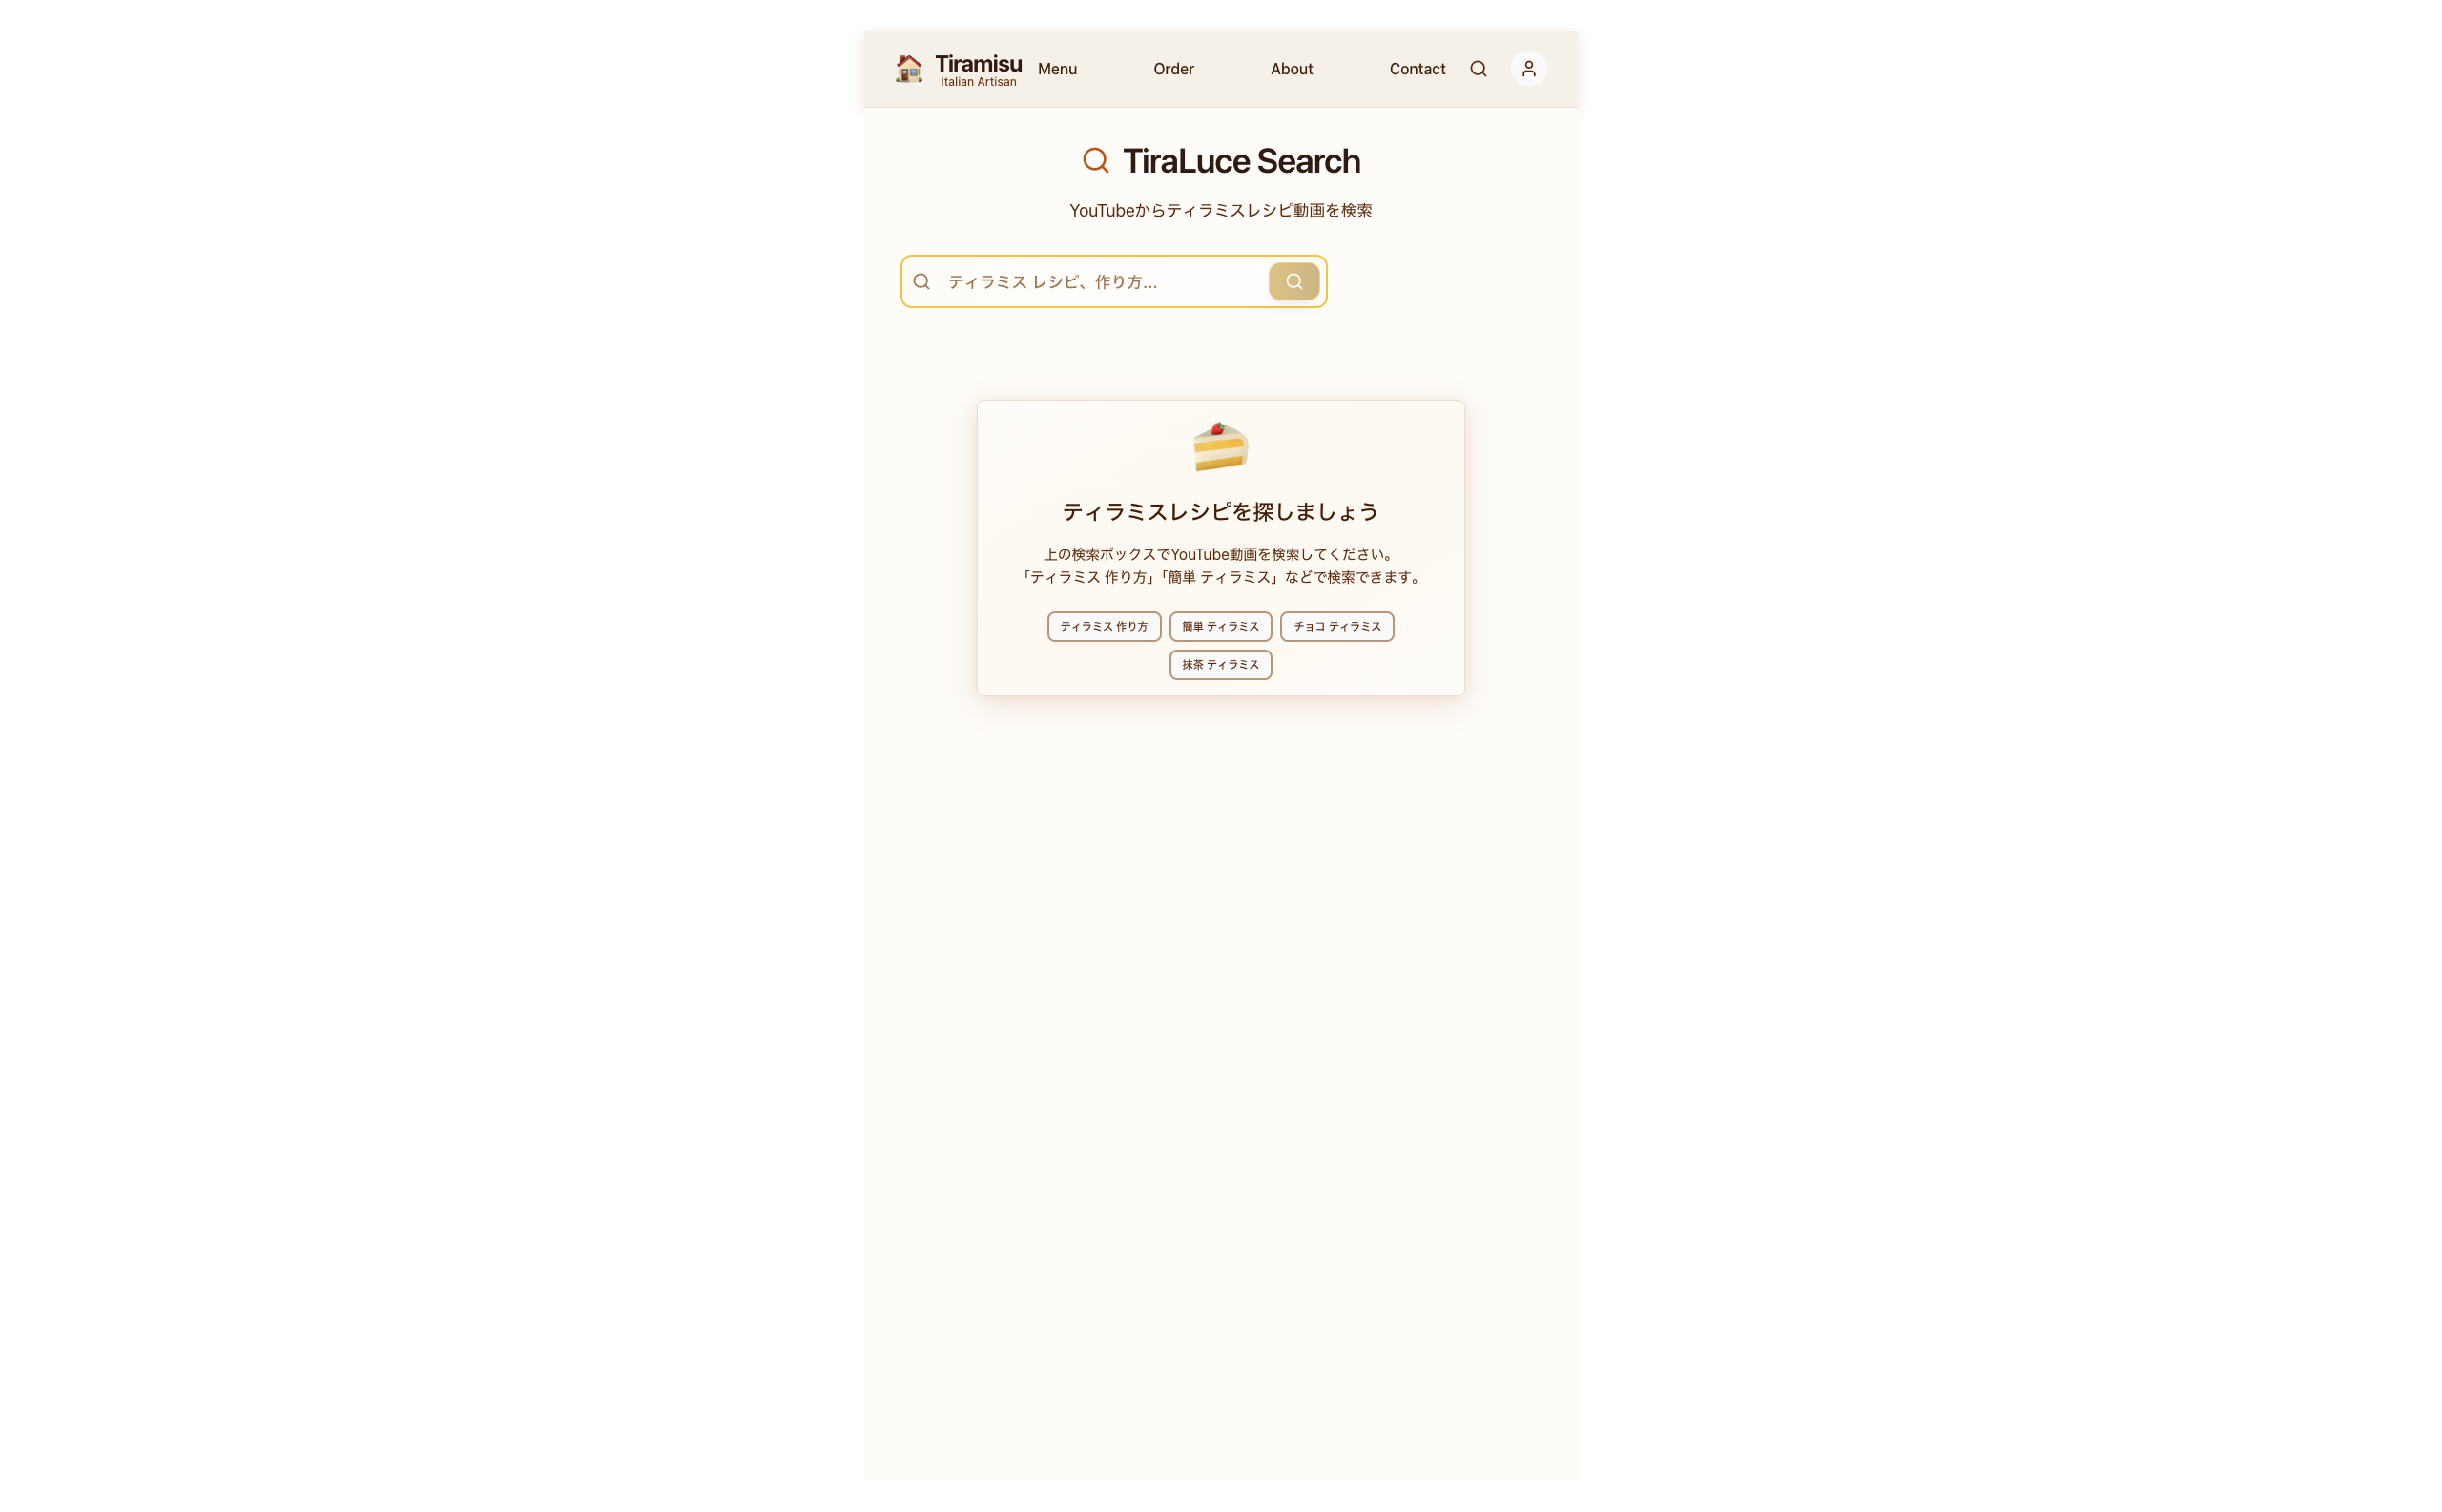 Tiramisu
Italian Artisan
Menu
Order
About
Contact
TiraLuce Search
YouTubeからティラミスレシピ動画を検索
ティラミス レシピ、作り方...
ティラミスレシピを探しましょう
上の検索ボックスでYouTube動画を検索してください。
「ティラミス 作り方」「簡単 ティラミス」などで検索できます。
ティラミス 作り方
簡単 ティラミス
チョコ ティラミス
抹茶 ティラミス